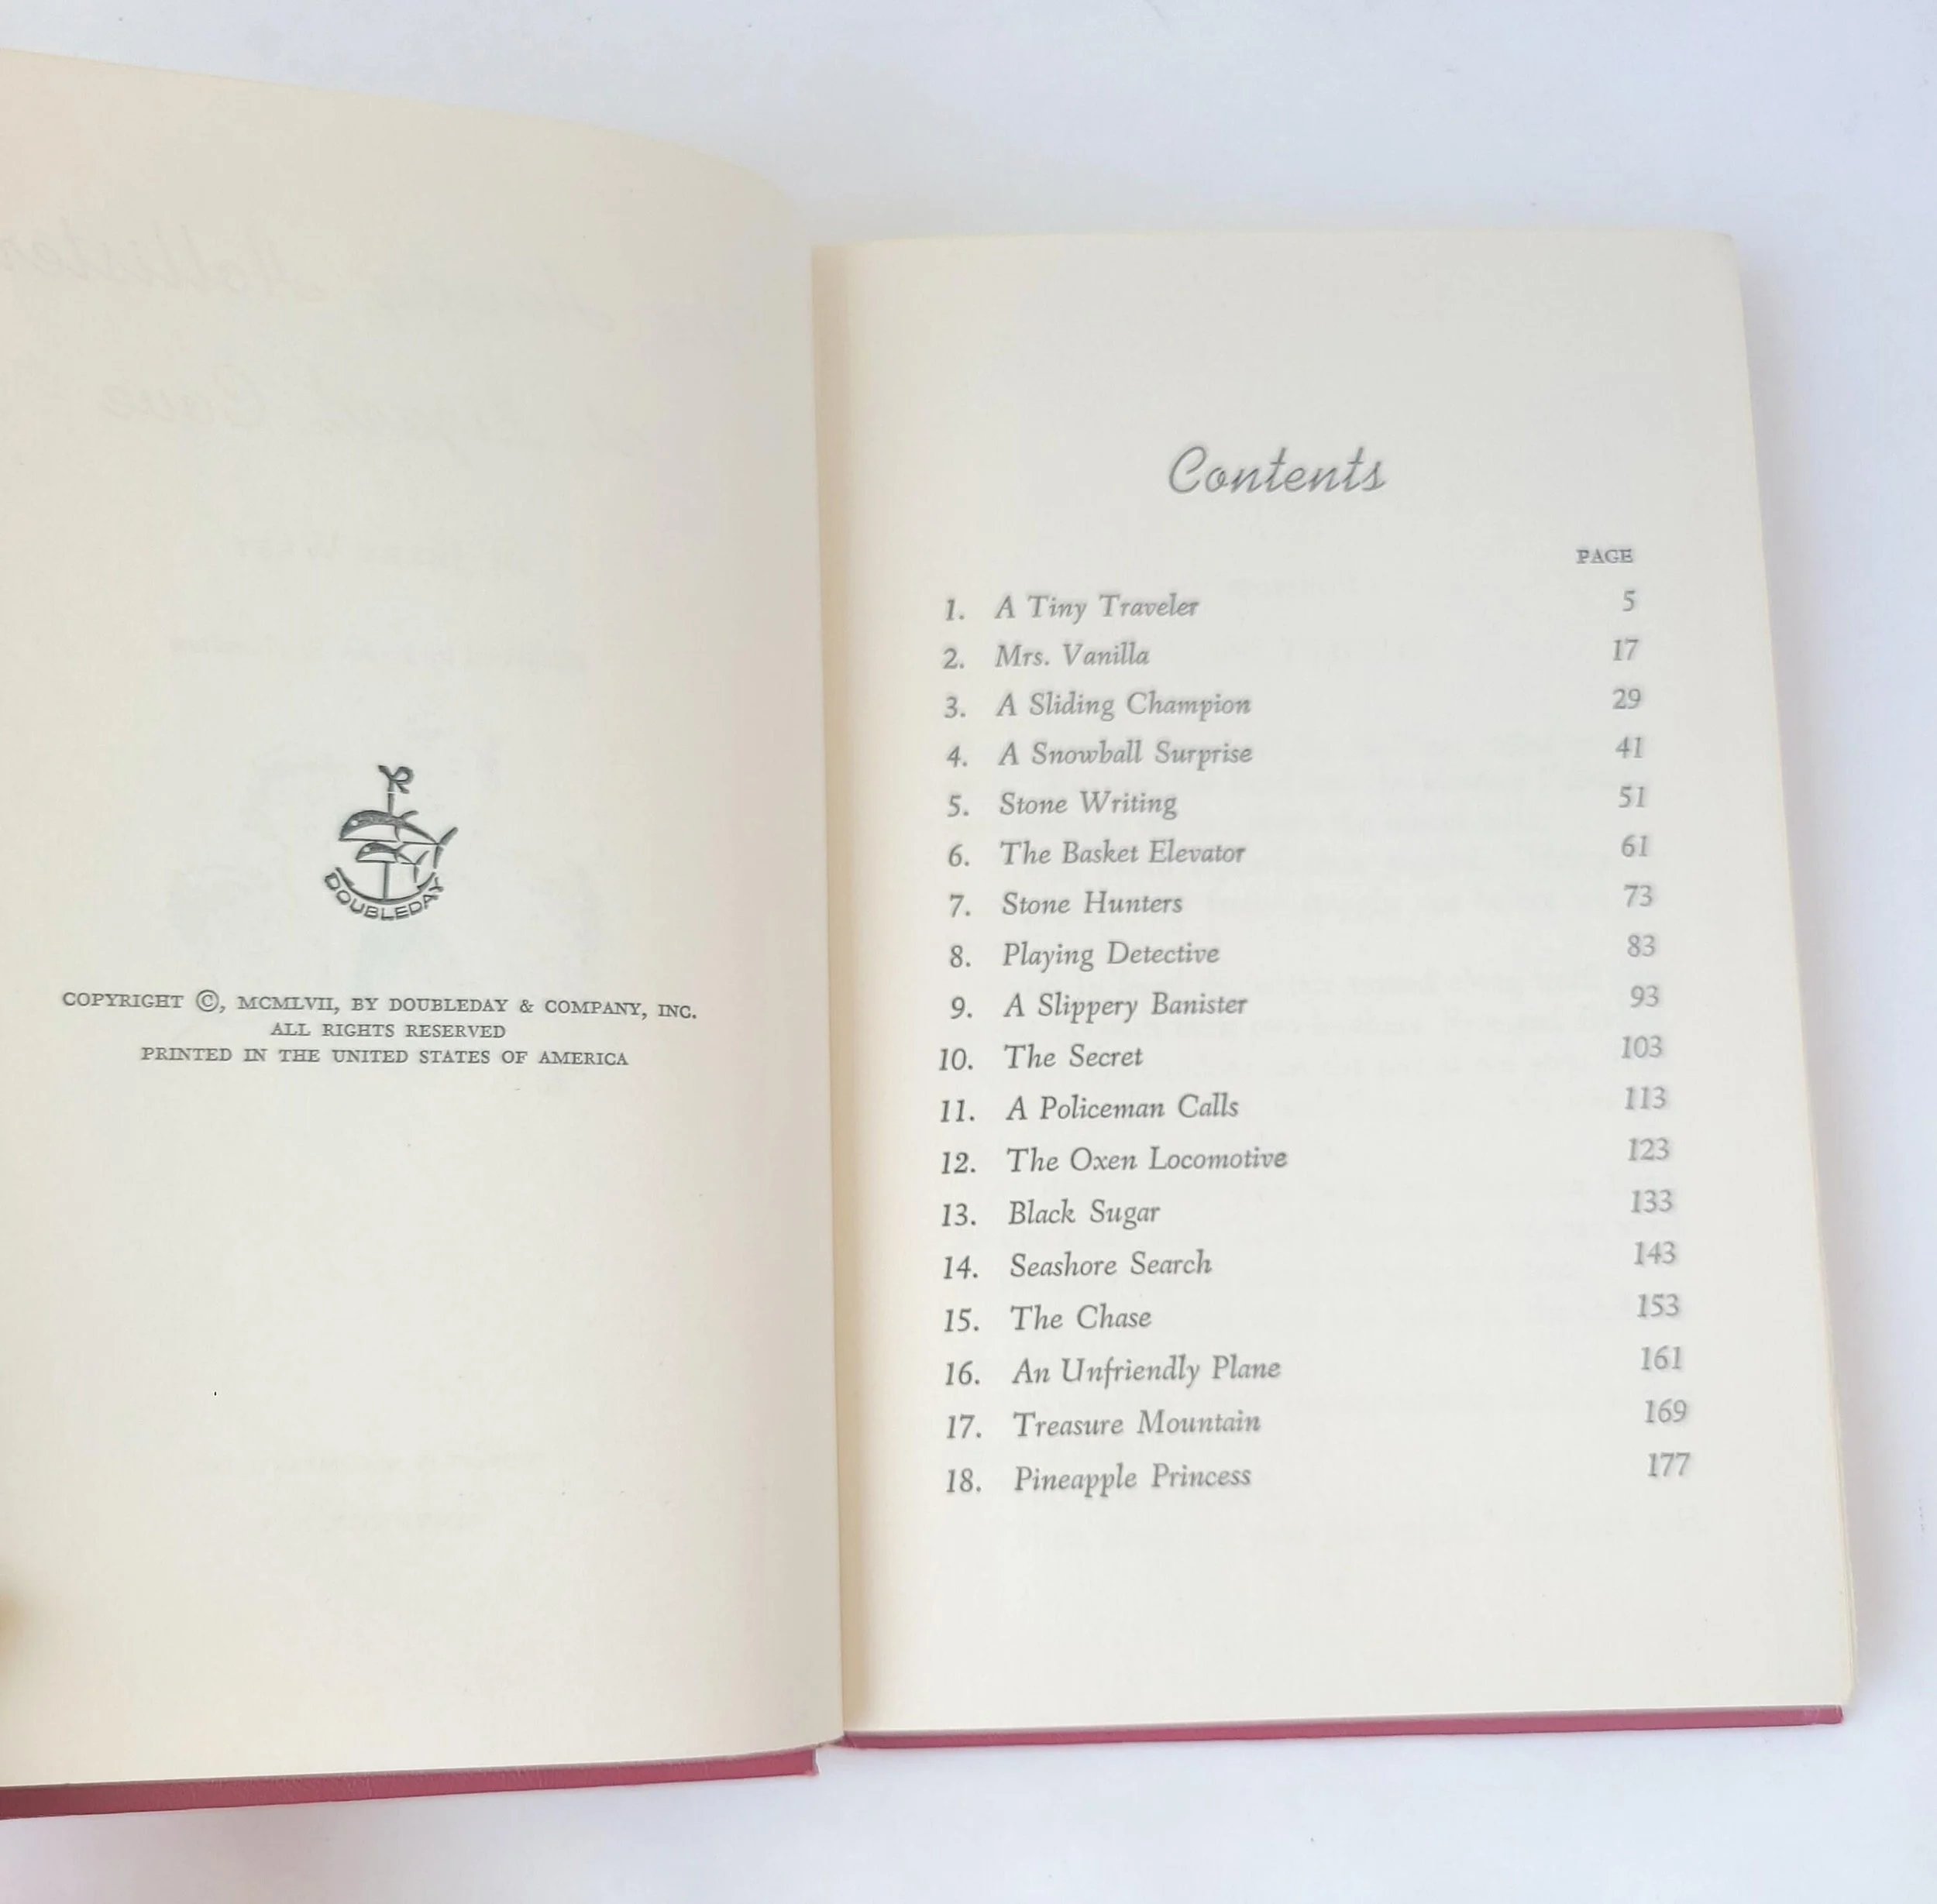 DOUBLEDAY
COPYRIGHT ©, MCMLVII, BY DOUBLEDAY & COMPANY, INC.
ALL RIGHTS RESERVED
PRINTED IN THE UNITED STATES OF AMERICA
Contents
PAGE
1. A Tiny Traveler 5
2. Mrs. Vanilla 17
3. A Sliding Champion 29
4. A Snowball Surprise 41
5. Stone Writing 51
6. The Basket Elevator 61
7. Stone Hunters 73
8. Playing Detective 83
9. A Slippery Banister 93
10. The Secret 103
11. A Policeman Calls 113
12. The Oxen Locomotive 123
13. Black Sugar 133
14. Seashore Search 143
15. The Chase 153
16. An Unfriendly Plane 161
17. Treasure Mountain 169
18. Pineapple Princess 177